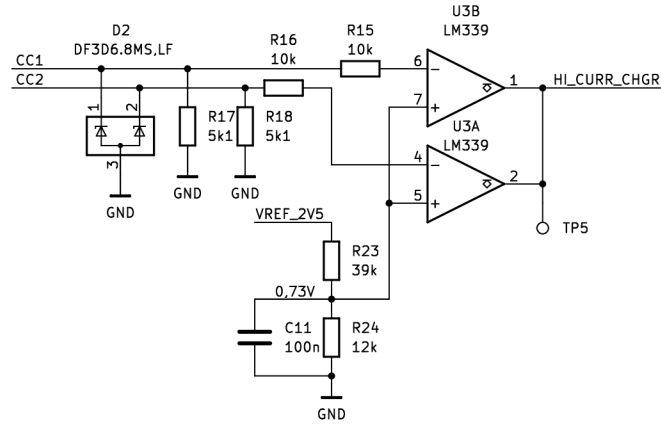 U3B
LM339
D2
DF3D6.8MS,LF
R16
10k
R15
10k
CC1
CC2
6
7
1
HI_CURR_CHGR
1
2
3
GND
R17
5k1
R18
5k1
GND
GND
U3A
LM339
4
5
2
TP5
VREF_2V5
R23
39k
0,73V
C11
100n
R24
12k
GND